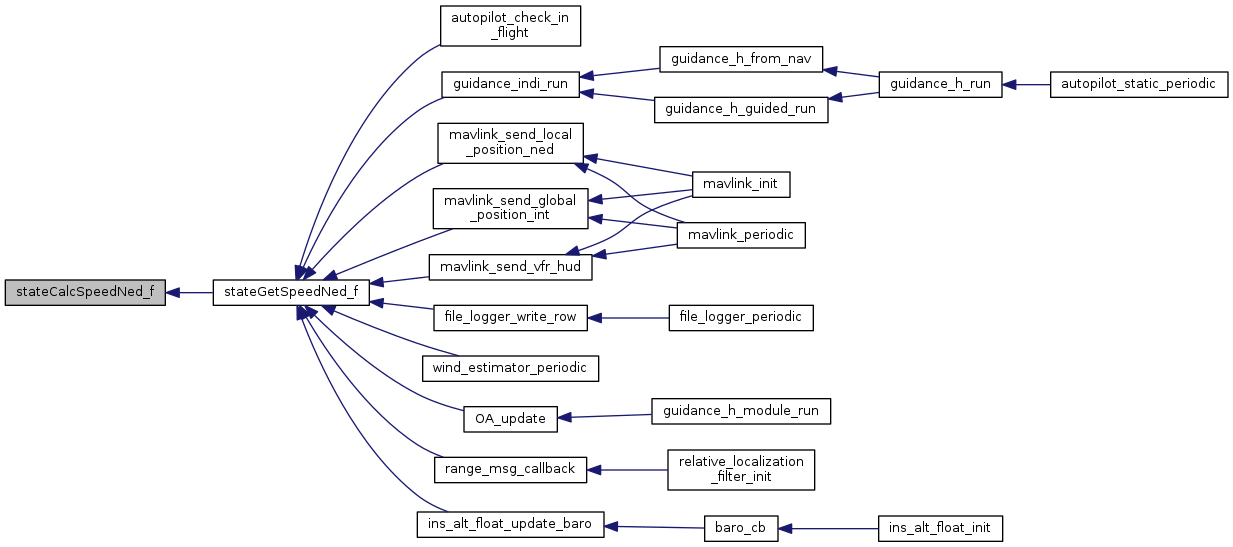 autopilot_check_in
_flight
guidance_h_from_nav
guidance_indi_run
guidance_h_run
autopilot_static_periodic
guidance_h_guided_run
mavlink_send_local
_position_ned
mavlink_init
mavlink_send_global
_position_int
mavlink_periodic
mavlink_send_vfr_hud
stateCalcSpeedNed_f
stateGetSpeedNed_f
file_logger_write_row
file_logger_periodic
wind_estimator_periodic
OA_update
guidance_h_module_run
range_msg_callback
relative_localization
_filter_init
ins_alt_float_update_baro
baro_cb
ins_alt_float_init